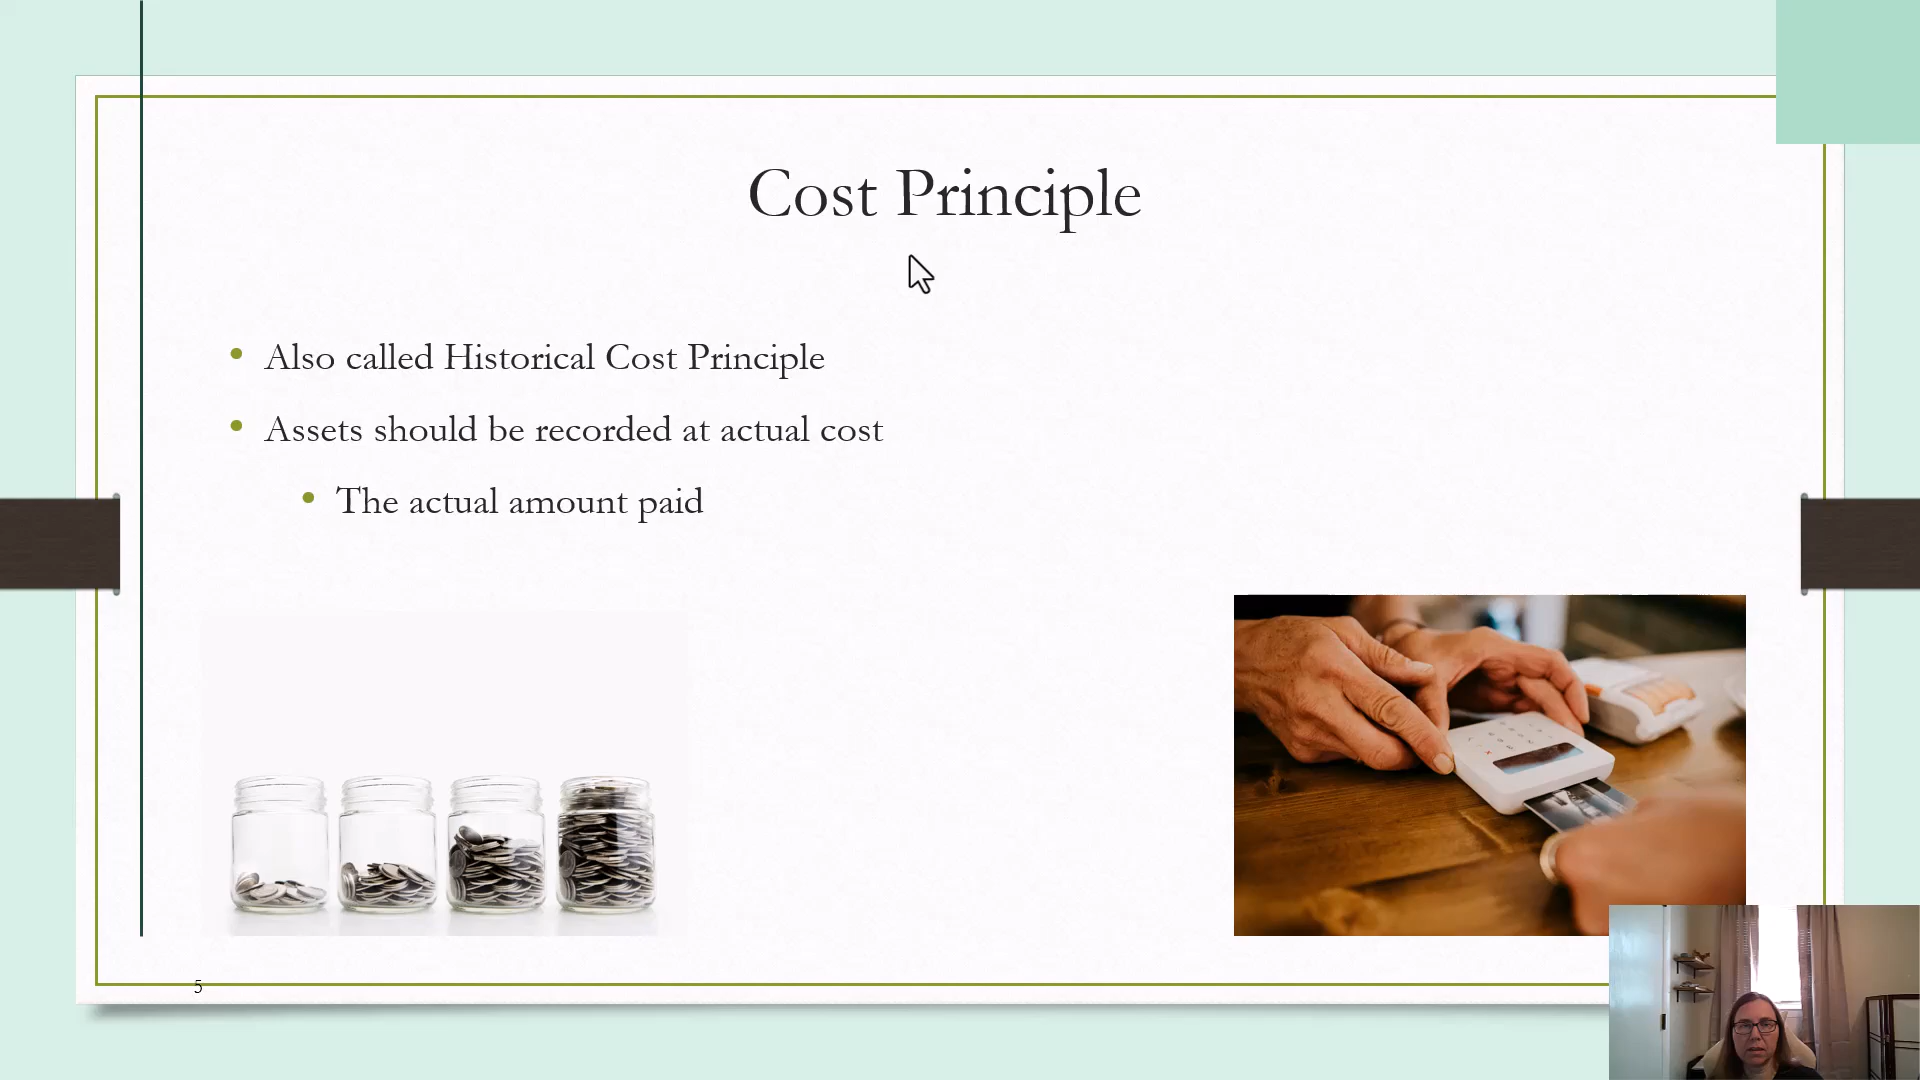 Cost Principle
Also called Historical Cost Principle
Assets should be recorded at actual cost
The actual amount paid
5